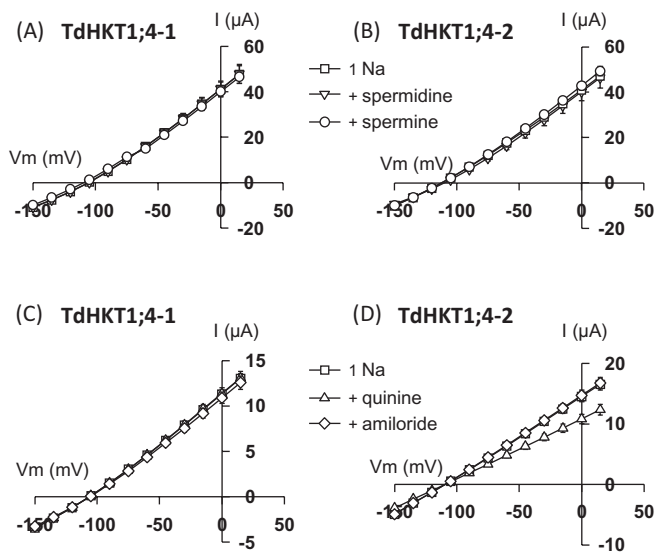 (A) TdHKT1;4-1
I (µA)
60
40
20
0
-20
Vm (mV)
-150 -100 -50 0 50
(B) TdHKT1;4-2
I (µA)
1 Na
+ spermidine
+ spermine
60
40
20
0
-20
Vm (mV)
-150 -100 -50 0 50
(C) TdHKT1;4-1
I (µA)
15
10
5
0
-5
Vm (mV)
-150 -100 -50 0 50
(D) TdHKT1;4-2
I (µA)
1 Na
+ quinine
+ amiloride
20
10
0
-10
Vm (mV)
-150 -100 -50 0 50